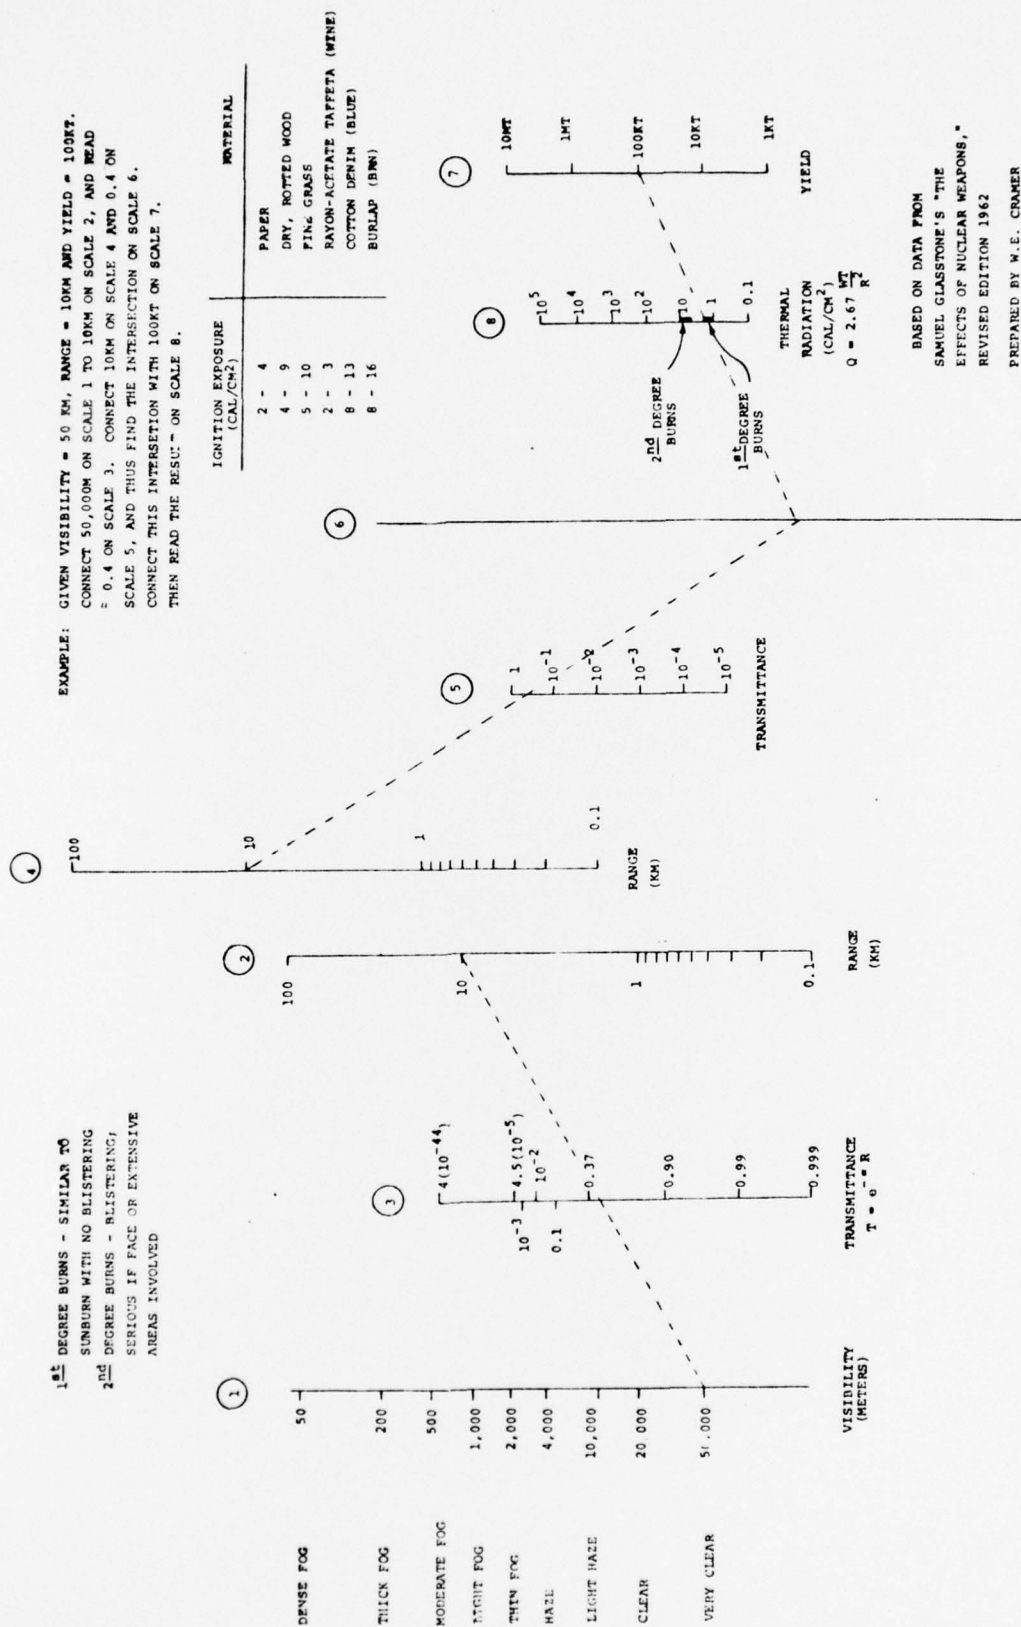 1st DEGREE BURNS - SIMILAR TO
SUNBURN WITH NO BLISTERING
2nd DEGREE BURNS - BLISTERING;
SERIOUS IF FACE OR EXTENSIVE
AREAS INVOLVED
EXAMPLE: GIVEN VISIBILITY = 50 KM, RANGE = 10KM AND YIELD = 100KT.
CONNECT 50,000M ON SCALE 1 TO 10KM ON SCALE 2, AND READ
= 0.4 ON SCALE 3. CONNECT 10KM ON SCALE 4 AND 0.4 ON
SCALE 5, AND THUS FIND THE INTERSECTION ON SCALE 6.
CONNECT THIS INTERSETION WITH 100KT ON SCALE 7.
THEN READ THE RESULT ON SCALE 8.
IGNITION EXPOSURE MATERIAL
(CAL/CM2)
2 - 4 PAPER
4 - 9 DRY, ROTTED WOOD
5 - 10 FINE GRASS
2 - 3 RAYON-ACETATE TAFFETA (WINE)
8 - 13 COTTON DENIM (BLUE)
8 - 16 BURLAP (BRN)
DENSE FOG
THICK FOG
MODERATE FOG
LIGHT FOG
THIN FOG
HAZE
LIGHT HAZE
CLEAR
VERY CLEAR
1
50
200
500
1,000
2,000
4,000
10,000
20 000
VISIBILITY
(METERS)
3
4(10-44)
4.5(10-5)
10-3
10-2
0.1
0.37
0.90
0.99
0.999
TRANSMITTANCE
2
100
10
1
0.1
RANGE
(KM)
4
100
10
1
0.1
RANGE
(KM)
5
1
10-1
10-2
10-3
10-4
10-5
TRANSMITTANCE
6
8
105
104
103
102
10
1
0.1
2nd DEGREE
BURNS
1st DEGREE
BURNS
THERMAL
RADIATION
(CAL/CM2)
Q = 2.67 WT/R2
7
10MT
1MT
100KT
10KT
1KT
YIELD
BASED ON DATA FROM
SAMUEL GLASSTONE'S "THE
EFFECTS OF NUCLEAR WEAPONS,"
REVISED EDITION 1962
PREPARED BY W.E. CRAMER